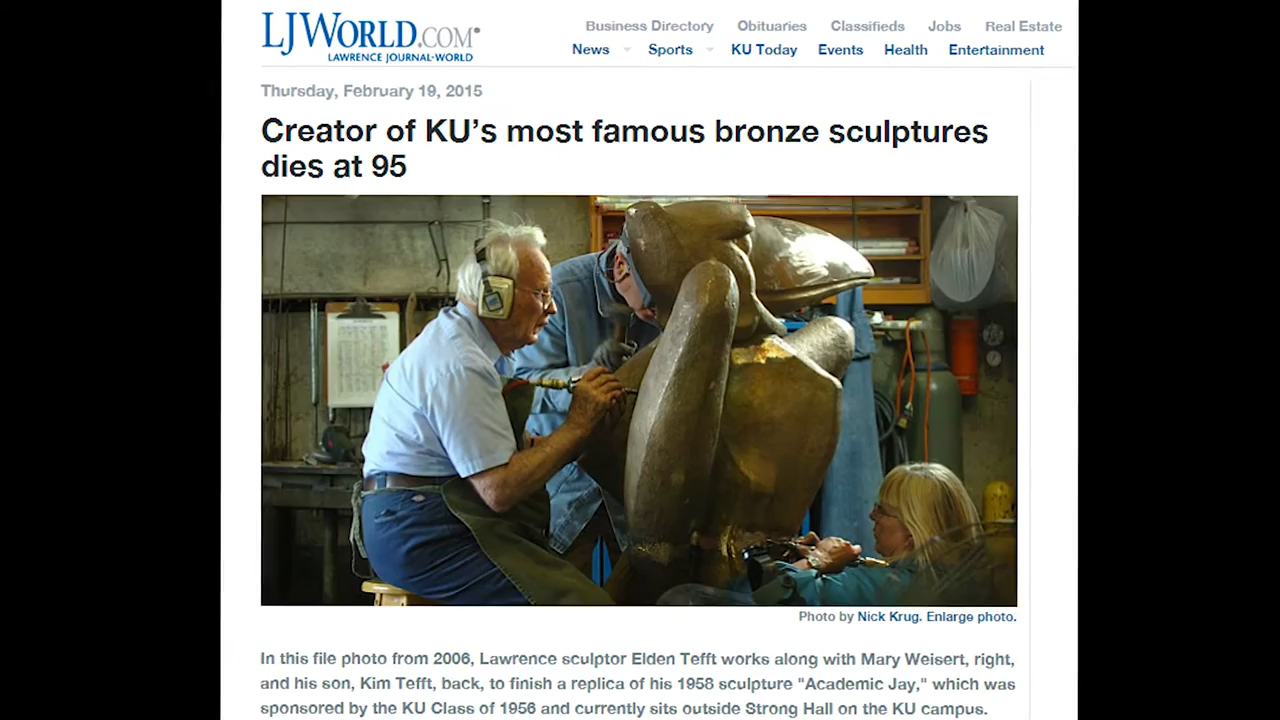 LJWORLD.COM
LAWRENCE JOURNAL-WORLD
Business Directory Obituaries Classifieds Jobs Real Estate
News Sports KU Today Events Health Entertainment
Thursday, February 19, 2015
Creator of KU's most famous bronze sculptures
dies at 95
Photo by Nick Krug. Enlarge photo.
In this file photo from 2006, Lawrence sculptor Elden Tefft works along with Mary Weisert, right,
and his son, Kim Tefft, back, to finish a replica of his 1958 sculpture "Academic Jay," which was
sponsored by the KU Class of 1956 and currently sits outside Strong Hall on the KU campus.